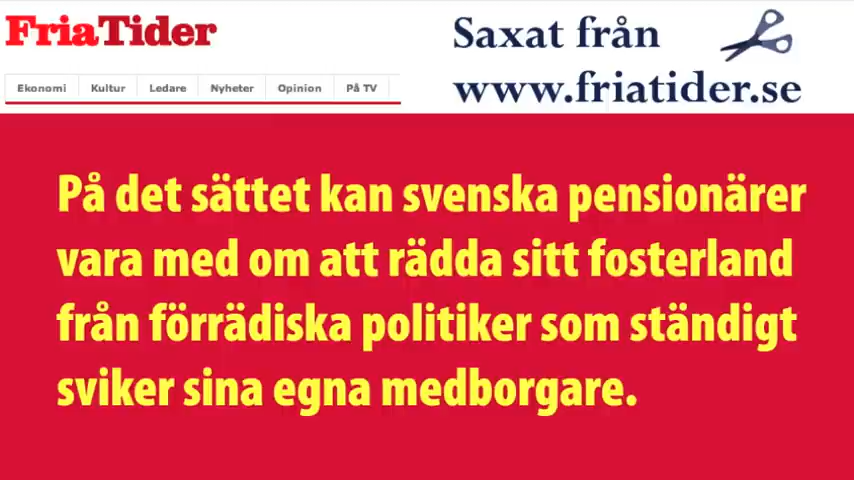 FriaTider
Saxat från
www.friatider.se
Ekonomi Kultur Ledare Nyheter Opinion På TV
På det sättet kan svenska pensionärer
vara med om att rädda sitt fosterland
från förrädiska politiker som ständigt
sviker sina egna medborgare.